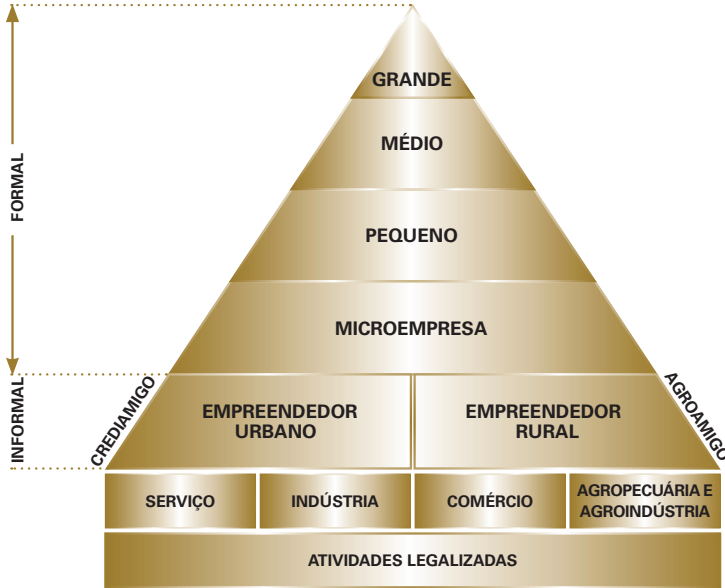 GRANDE
MÉDIO
PEQUENO
MICROEMPRESA
FORMAL
INFORMAL
CREDIAMIGO
EMPREENDEDOR
URBANO
EMPREENDEDOR
RURAL
AGROAMIGO
SERVIÇO
INDÚSTRIA
COMÉRCIO
AGROPECUÁRIA E
AGROINDÚSTRIA
ATIVIDADES LEGALIZADAS